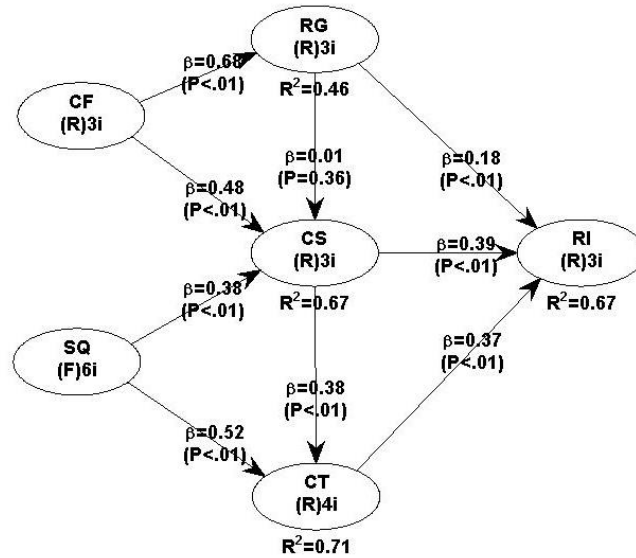 RG
(R)3i
β=0.68
(P<.01)
R²=0.46
CF
(R)3i
β=0.01
(P=0.36)
β=0.18
(P<.01)
β=0.48
(P<.01)
CS
(R)3i
β=0.39
(P<.01)
RI
(R)3i
β=0.38
(P<.01)
R²=0.67
R²=0.67
SQ
(F)6i
β=0.37
(P<.01)
β=0.38
(P<.01)
β=0.52
(P<.01)
CT
(R)4i
R²=0.71